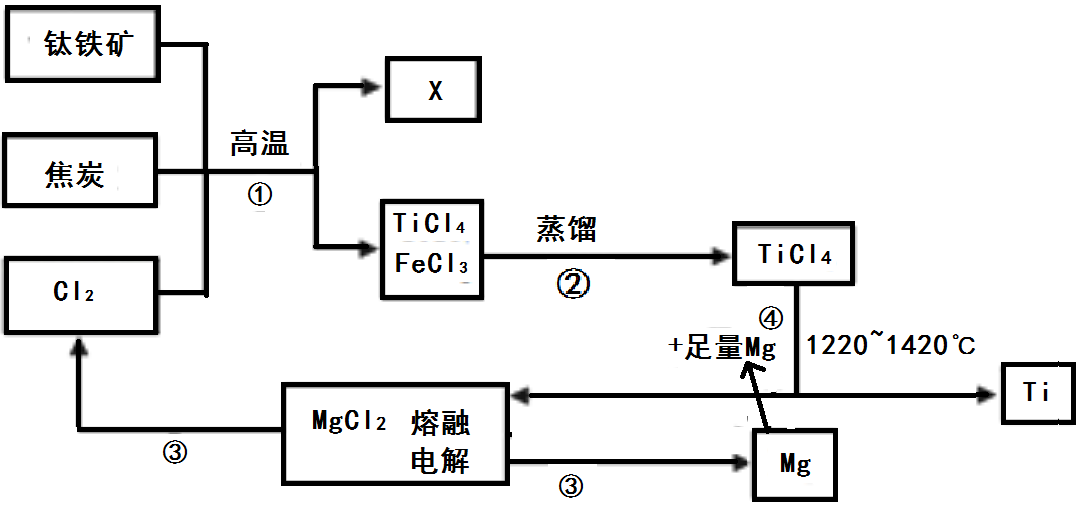 钛铁矿
X
高温
焦炭
①
TiCl₄
FeCl₃
蒸馏
②
TiCl₄
Cl₂
④
+足量Mg
1220~1420℃
Ti
MgCl₂ 熔融
电解
③
③
Mg